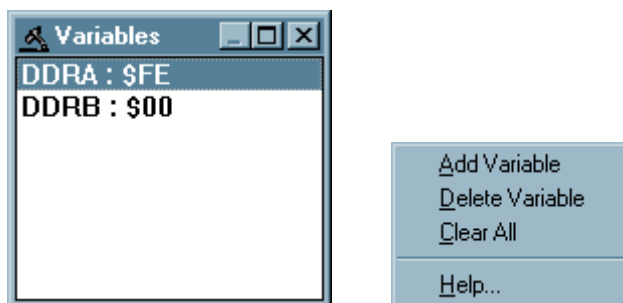 Variables
DDRA : $FE
DDRB : $00
Add Variable
Delete Variable
Clear All
Help...